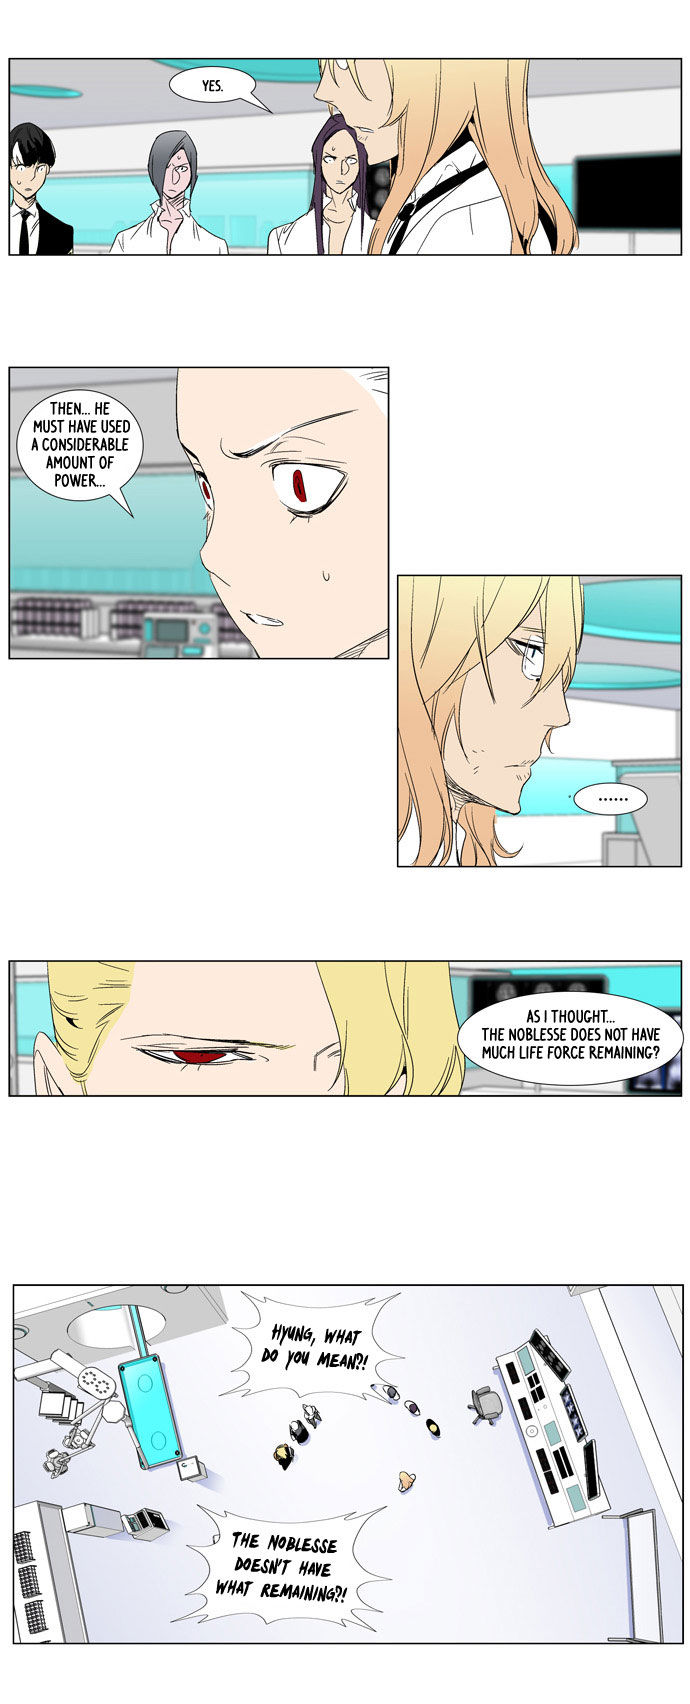 YES.
THEN... HE
MUST HAVE USED
A CONSIDERABLE
AMOUNT OF
POWER...
......
AS I THOUGHT...
THE NOBLESSE DOES NOT HAVE
MUCH LIFE FORCE REMAINING?
HYUNG, WHAT
DO YOU MEAN?!
THE NOBLESSE
DOESN'T HAVE
WHAT REMAINING?!